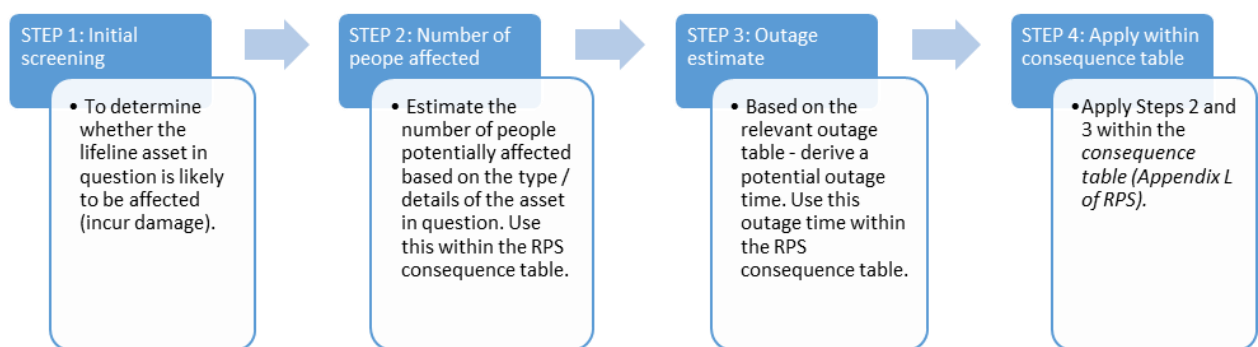 STEP 1: Initial
screening
• To determine
whether the
lifeline asset in
question is likely
to be affected
(incur damage).
STEP 2: Number of
peope affected
• Estimate the
number of people
potentially affected
based on the type /
details of the asset
in question. Use
this within the RPS
consequence table.
STEP 3: Outage
estimate
• Based on the
relevant outage
table - derive a
potential outage
time. Use this
outage time within
the RPS
consequence table.
STEP 4: Apply within
consequence table
•Apply Steps 2 and
3 within the
consequence
table (Appendix L
of RPS).